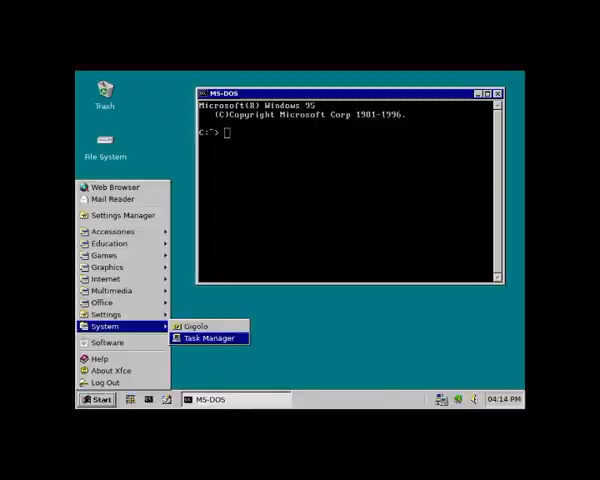 Trash
File System
MS-DOS
Microsoft(R) Windows 95
(C)Copyright Microsoft Corp 1981-1996.
C:~>
Web Browser
Mail Reader
Settings Manager
Accessories
Education
Games
Graphics
Internet
Multimedia
Office
Settings
System
Gigolo
Task Manager
Software
Help
About Xfce
Log Out
Start
MS-DOS
04:14 PM